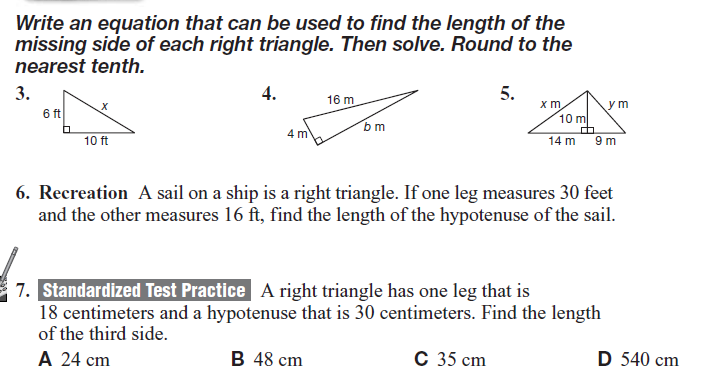 Write an equation that can be used to find the length of the
missing side of each right triangle. Then solve. Round to the
nearest tenth.
3.
6 ft
x
10 ft
4.
16 m
4 m
b m
5.
x m
y m
10 m
14 m
9 m
6. Recreation A sail on a ship is a right triangle. If one leg measures 30 feet
and the other measures 16 ft, find the length of the hypotenuse of the sail.
7. Standardized Test Practice A right triangle has one leg that is
18 centimeters and a hypotenuse that is 30 centimeters. Find the length
of the third side.
A 24 cm B 48 cm C 35 cm D 540 cm